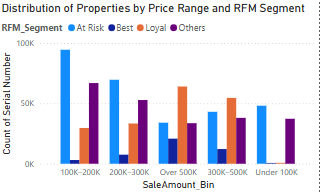 Distribution of Properties by Price Range and RFM Segment
RFM_Segment At Risk Best Loyal Others
Count of Serial Number
100K
50K
0K
100K–200K 200K–300K Over 500K 300K–500K Under 100K
SaleAmount_Bin